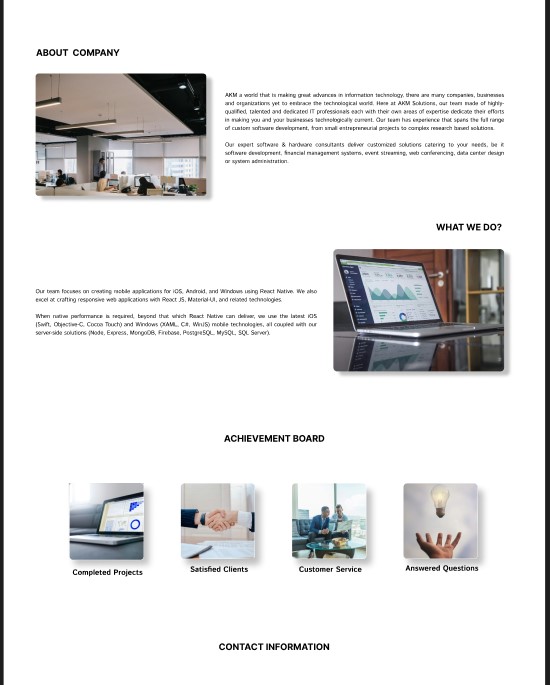 ABOUT COMPANY
AKM a world that is making great advances in information technology, there are many companies, businesses
and organizations yet to embrace the technological world. Here at AKM Solutions, our team made of highly-
qualified, talented and dedicated IT professionals each with their own areas of expertise dedicate their efforts
in making you and your businesses technologically current. Our team has experience that spans the full range
of custom software development, from small entrepreneurial projects to complex research based solutions.
Our expert software & hardware consultants deliver customized solutions catering to your needs, be it
software development, financial management systems, event streaming, web conferencing, data center design
or system administration.
WHAT WE DO?
Our team focuses on creating mobile applications for iOS, Android, and Windows using React Native. We also
excel at crafting responsive web applications with React JS, Material-UI, and related technologies.
When native performance is required, beyond that which React Native can deliver, we use the latest iOS
(Swift, Objective-C, Cocoa Touch) and Windows (XAML, C#, WinJS) mobile technologies, all coupled with our
server-side solutions (Node, Express, MongoDB, Firebase, PostgreSQL, MySQL, SQL Server).
ACHIEVEMENT BOARD
Completed Projects
Satisfied Clients
Customer Service
Answered Questions
CONTACT INFORMATION